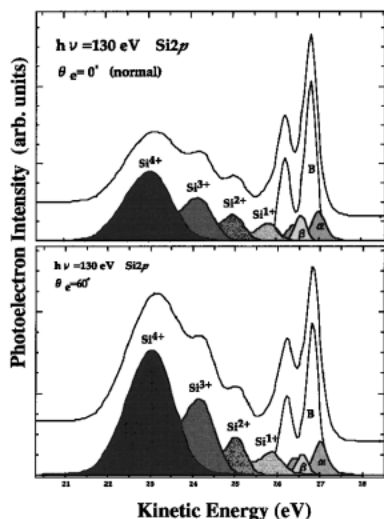 Photoelectron Intensity (arb. units)
hν=130 eV Si2p
θe=0° (normal)
Si4+
Si3+
Si2+
Si1+
B
β
α
hν=130 eV Si2p
θe=60°
Si4+
Si3+
Si2+
Si1+
B
β
α
21 22 23 24 25 26 27 28
Kinetic Energy (eV)